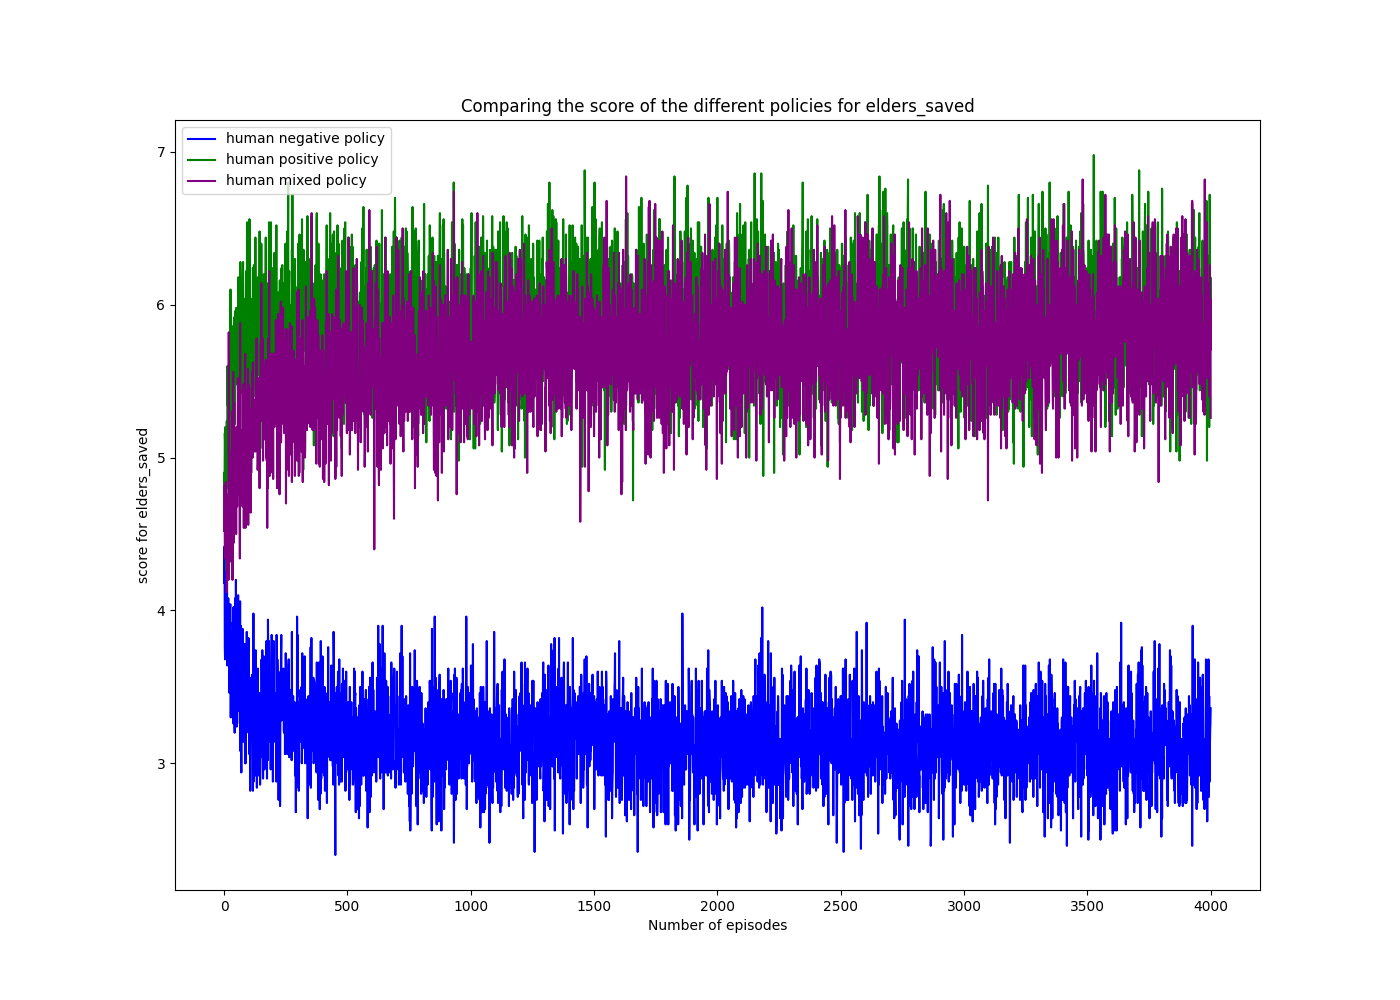 Comparing the score of the different policies for elders_saved
human negative policy
human positive policy
human mixed policy
7
6
5
4
3
score for elders_saved
0
500
1000
1500
2000
2500
3000
3500
4000
Number of episodes